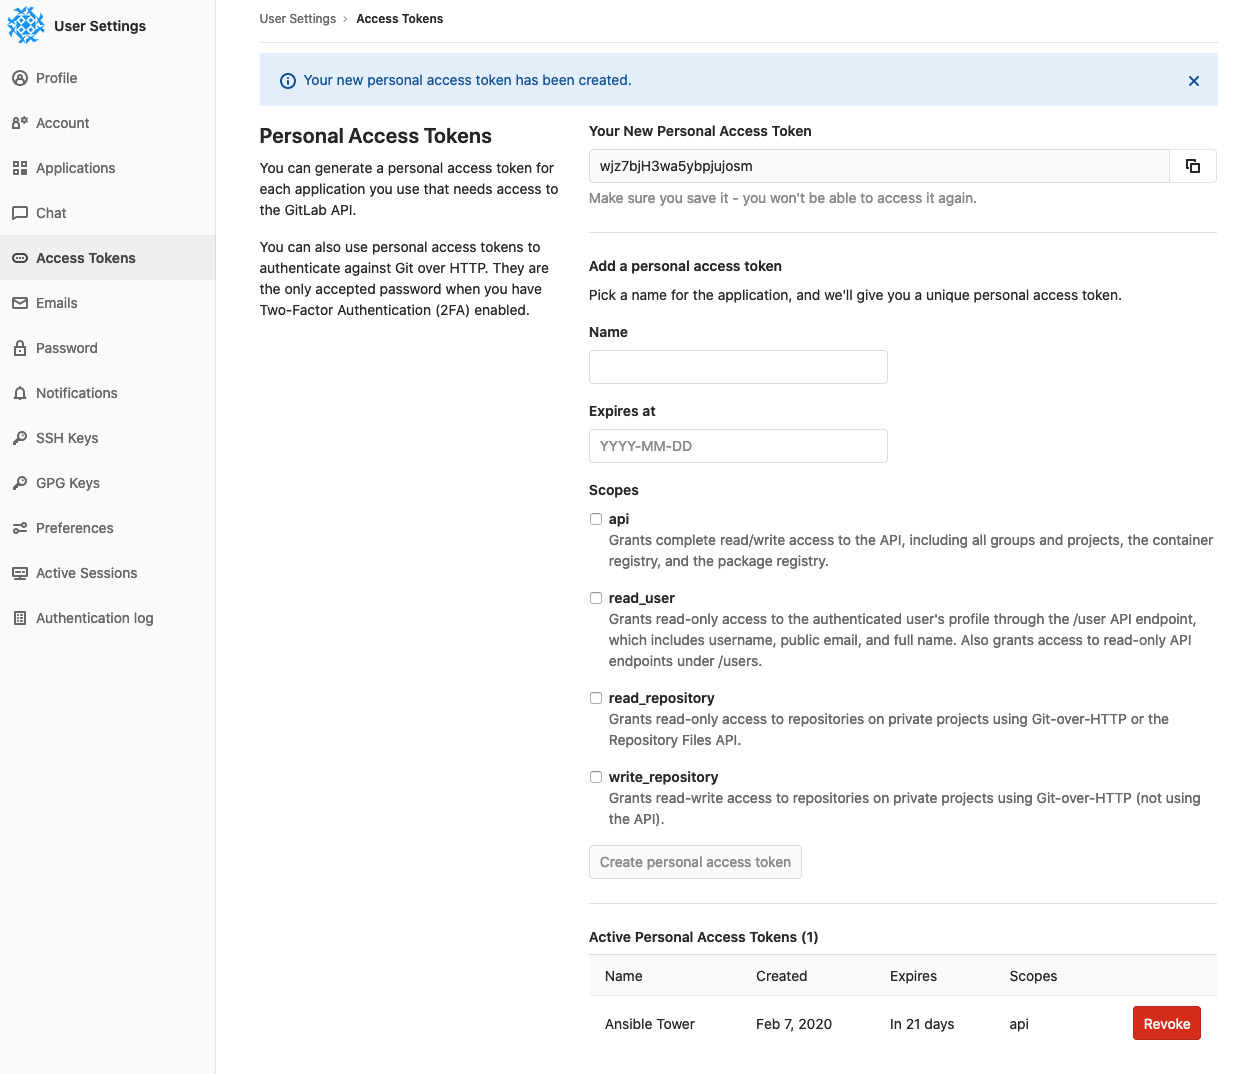 User Settings
Profile
Account
Applications
Chat
Access Tokens
Emails
Password
Notifications
SSH Keys
GPG Keys
Preferences
Active Sessions
Authentication log
User Settings › Access Tokens
Your new personal access token has been created.
Personal Access Tokens
You can generate a personal access token for
each application you use that needs access to
the GitLab API.
You can also use personal access tokens to
authenticate against Git over HTTP. They are
the only accepted password when you have
Two-Factor Authentication (2FA) enabled.
Your New Personal Access Token
wjz7bjH3wa5ybpjujosm
Make sure you save it - you won't be able to access it again.
Add a personal access token
Pick a name for the application, and we'll give you a unique personal access token.
Name
Expires at
YYYY-MM-DD
Scopes
api
Grants complete read/write access to the API, including all groups and projects, the container
registry, and the package registry.
read_user
Grants read-only access to the authenticated user's profile through the /user API endpoint,
which includes username, public email, and full name. Also grants access to read-only API
endpoints under /users.
read_repository
Grants read-only access to repositories on private projects using Git-over-HTTP or the
Repository Files API.
write_repository
Grants read-write access to repositories on private projects using Git-over-HTTP (not using
the API).
Create personal access token
Active Personal Access Tokens (1)
Name Created Expires Scopes
Ansible Tower Feb 7, 2020 In 21 days api Revoke